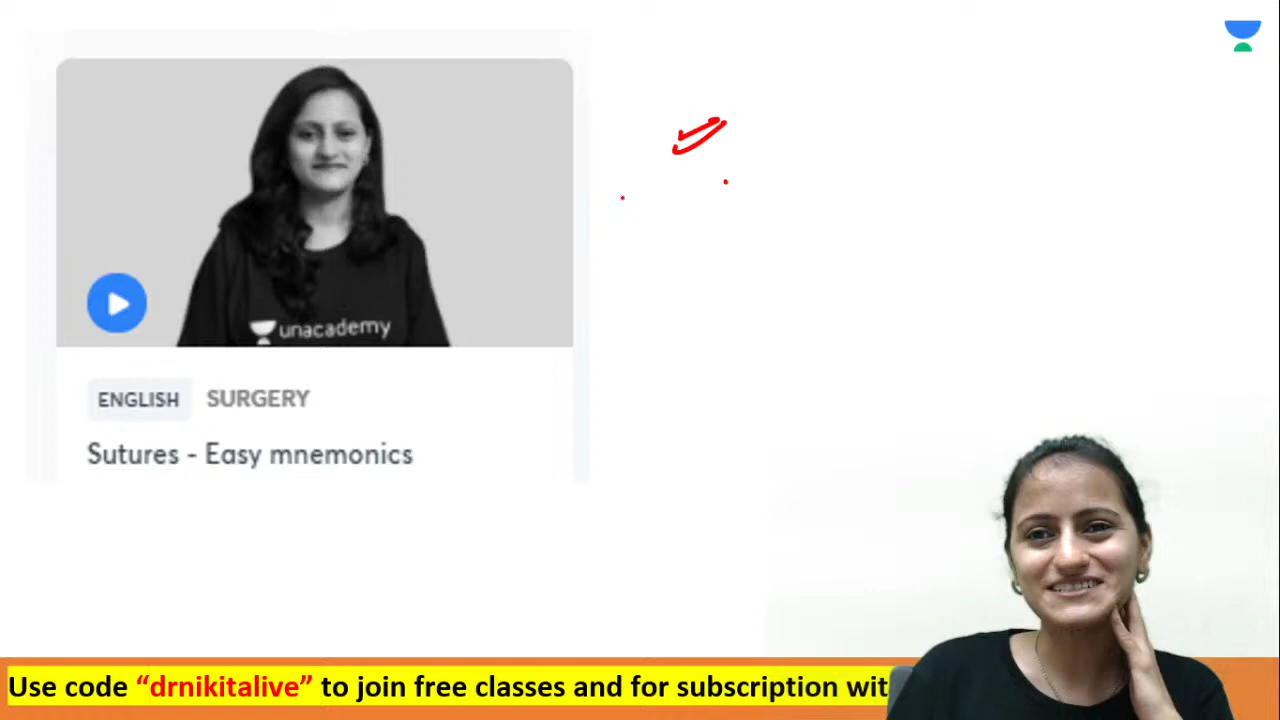 unacademy
ENGLISH SURGERY
Sutures - Easy mnemonics
Use code “drnikitalive” to join free classes and for subscription wit